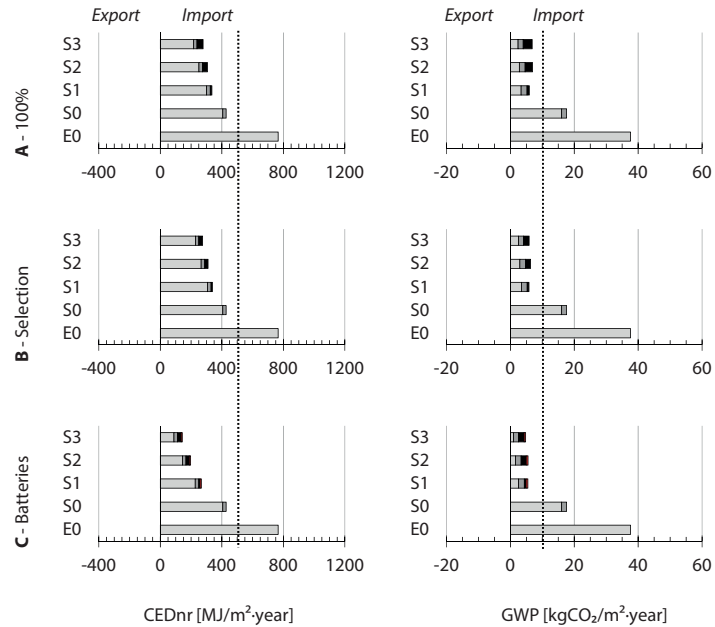 Export Import Export Import
A - 100%
S3 S3
S2 S2
S1 S1
S0 S0
E0 E0
-400 0 400 800 1200 -20 0 20 40 60
B - Selection
S3 S3
S2 S2
S1 S1
S0 S0
E0 E0
-400 0 400 800 1200 -20 0 20 40 60
C - Batteries
S3 S3
S2 S2
S1 S1
S0 S0
E0 E0
-400 0 400 800 1200 -20 0 20 40 60
CEDnr [MJ/m²·year] GWP [kgCO₂/m²·year]